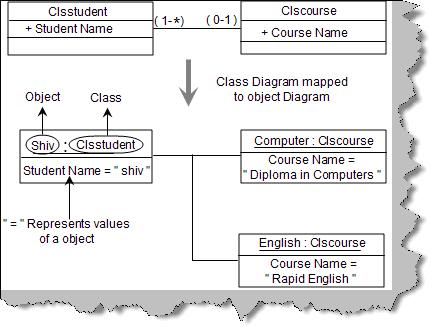 Clsstudent
+ Student Name
(1-*)
(0-1)
Clscourse
+ Course Name
Class Diagram mapped
to object Diagram
Object
Class
Shiv : Clsstudent
Student Name = " shiv "
" = " Represents values
of a object
Computer : Clscourse
Course Name =
" Diploma in Computers "
English : Clscourse
Course Name =
" Rapid English "